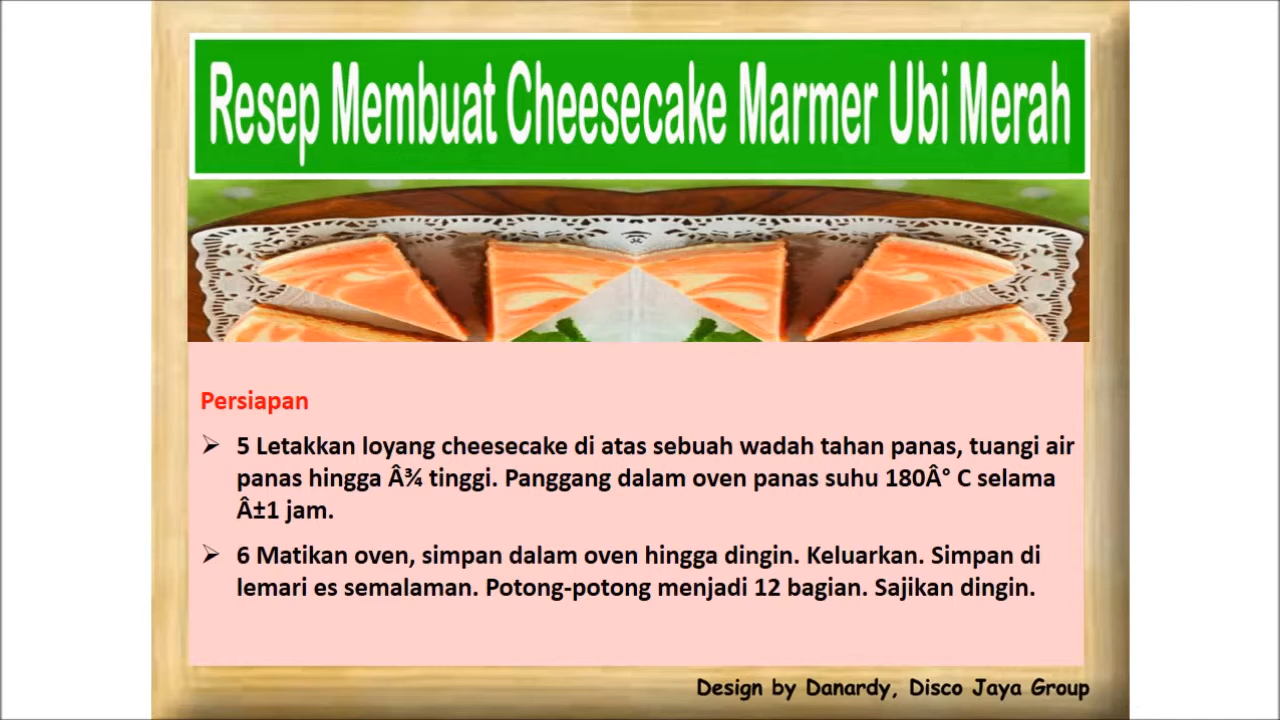 Resep Membuat Cheesecake Marmer Ubi Merah
Persiapan
➢ 5 Letakkan loyang cheesecake di atas sebuah wadah tahan panas, tuangi air
panas hingga Â¾ tinggi. Panggang dalam oven panas suhu 180Â° C selama
Â±1 jam.
➢ 6 Matikan oven, simpan dalam oven hingga dingin. Keluarkan. Simpan di
lemari es semalaman. Potong-potong menjadi 12 bagian. Sajikan dingin.
Design by Danardy, Disco Jaya Group